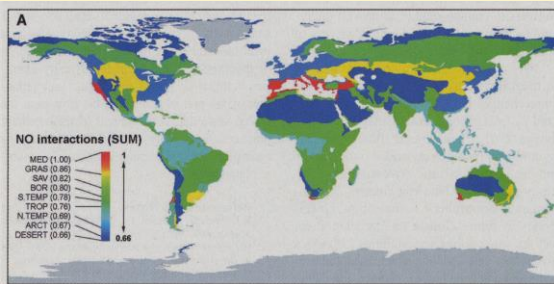 A
NO interactions (SUM)
MED (1.00)
GRAS (0.86)
SAV (0.82)
BOR (0.80)
S.TEMP (0.78)
TROP (0.76)
N.TEMP (0.69)
ARCT (0.67)
DESERT (0.66)
1
0.66